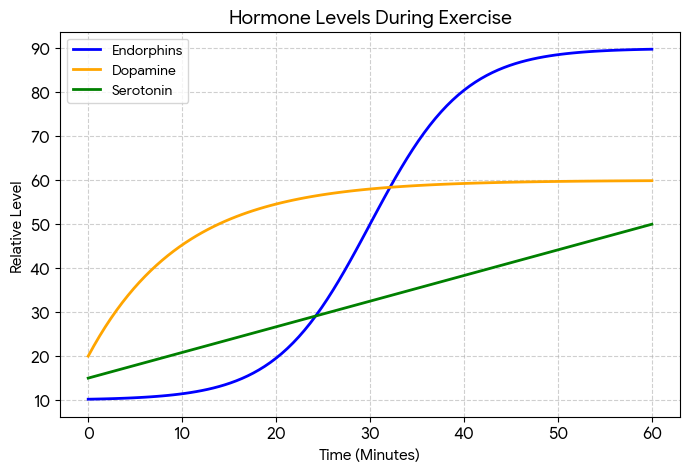 Hormone Levels During Exercise
Endorphins
Dopamine
Serotonin
Relative Level
90
80
70
60
50
40
30
20
10
0 10 20 30 40 50 60
Time (Minutes)